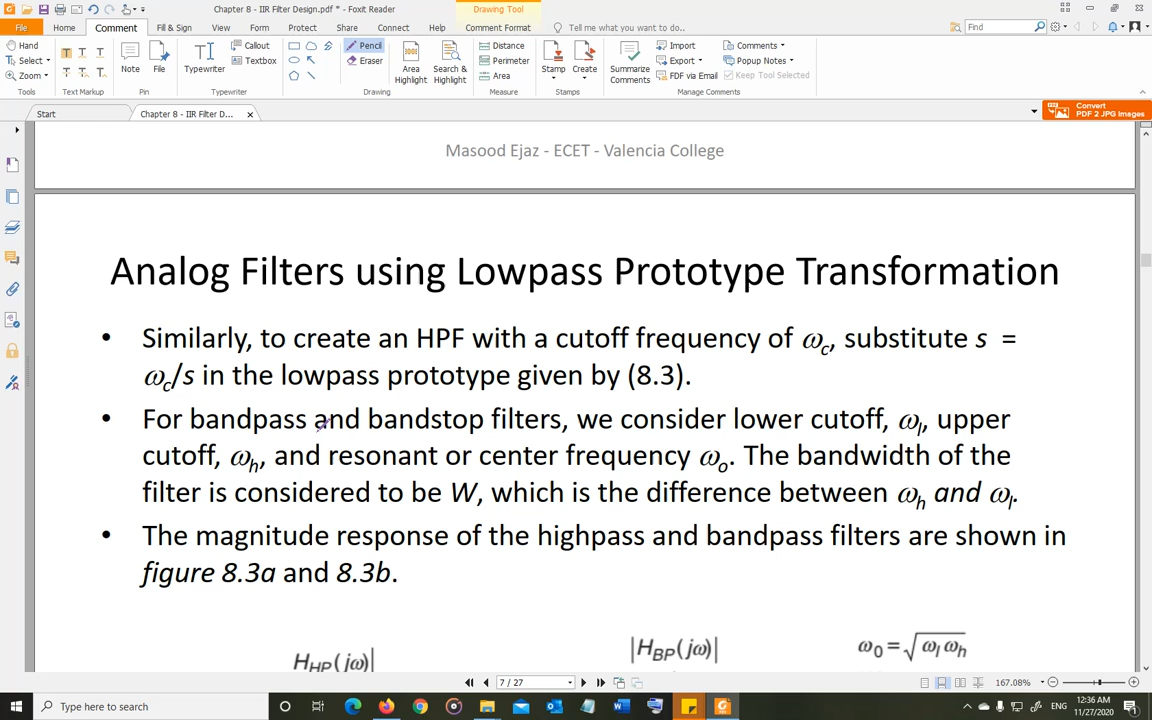 Chapter 8 - IIR Filter Design.pdf * - Foxit Reader
Drawing Tool
File Home Comment Fill & Sign View Form Protect Share Connect Help Extras Comment Format Tell me what you want to do... Find
Hand
Select
Zoom
Tools
T T T
T T T
Text Markup
Note
File
Pin
Typewriter
Callout
Textbox
Typewriter
Pencil
Eraser
Area Highlight
Search & Highlight
Drawing
Distance
Perimeter
Area
Measure
Stamp
Create
Stamps
Summarize Comments
Import
Export
FDF via Email
Comments
Popup Notes
Keep Tool Selected
Manage Comments
Start
Chapter 8 - IIR Filter D...
Convert
PDF 2 JPG Images
Masood Ejaz - ECET - Valencia College
Analog Filters using Lowpass Prototype Transformation
• Similarly, to create an HPF with a cutoff frequency of ωc, substitute s =
ωc/s in the lowpass prototype given by (8.3).
• For bandpass and bandstop filters, we consider lower cutoff, ωl, upper
cutoff, ωh, and resonant or center frequency ωo. The bandwidth of the
filter is considered to be W, which is the difference between ωh and ωl.
• The magnitude response of the highpass and bandpass filters are shown in
figure 8.3a and 8.3b.
HHP(jω)|
|HBP(jω)|
ω0 = √ωl ωh
7 / 27
167.08%
Type here to search
ENG
12:36 AM
11/27/2020